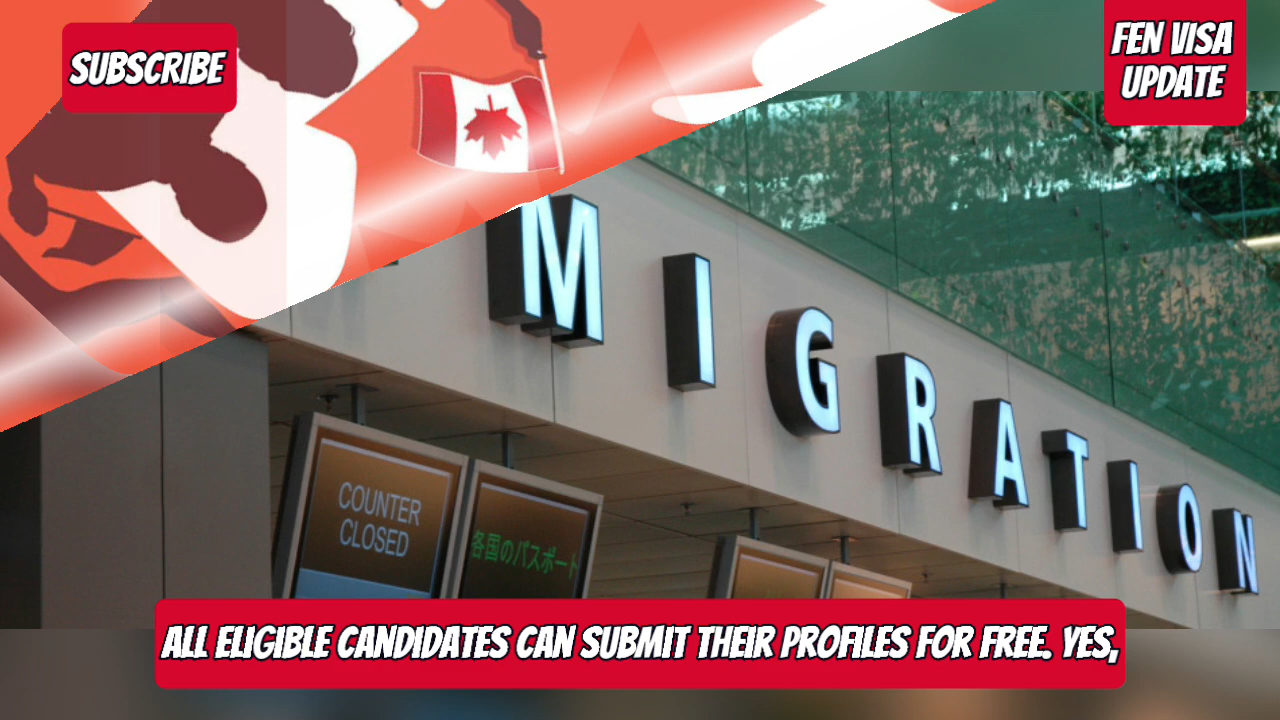 SUBSCRIBE
FEN VISA
UPDATE
MIGRATION
COUNTER
CLOSED
各国のパスポート
ALL ELIGIBLE CANDIDATES CAN SUBMIT THEIR PROFILES FOR FREE. YES,